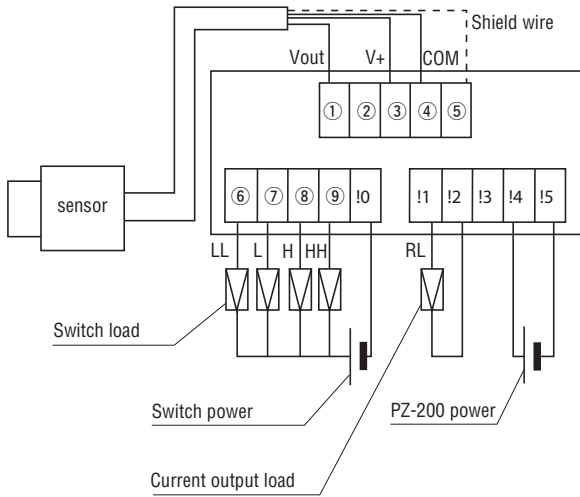 Shield wire
Vout V+ COM
① ② ③ ④ ⑤
sensor
⑥ ⑦ ⑧ ⑨ !0 !1 !2 !3 !4 !5
LL L H HH RL
Switch load
Switch power
PZ-200 power
Current output load